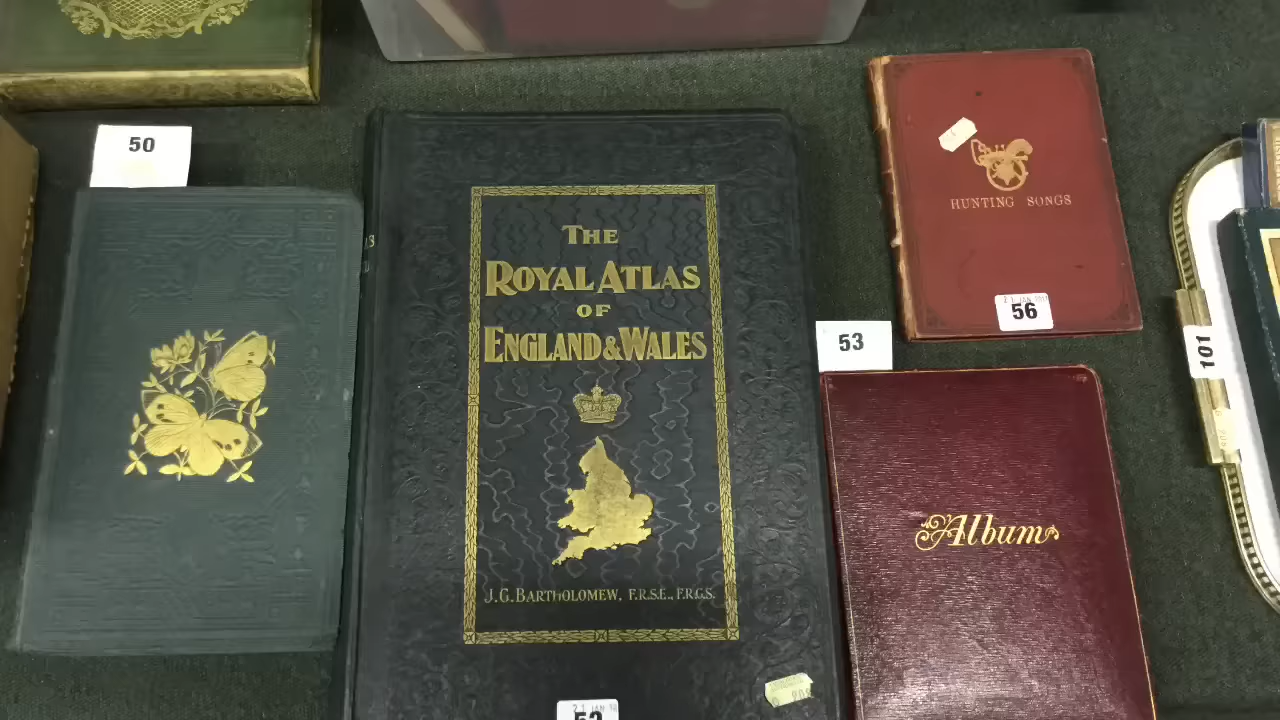 50
THE
ROYAL ATLAS
OF
ENGLAND & WALES
J.G. BARTHOLOMEW, F.R.S.E., F.R.G.S.
HUNTING SONGS
56
53
Album
101